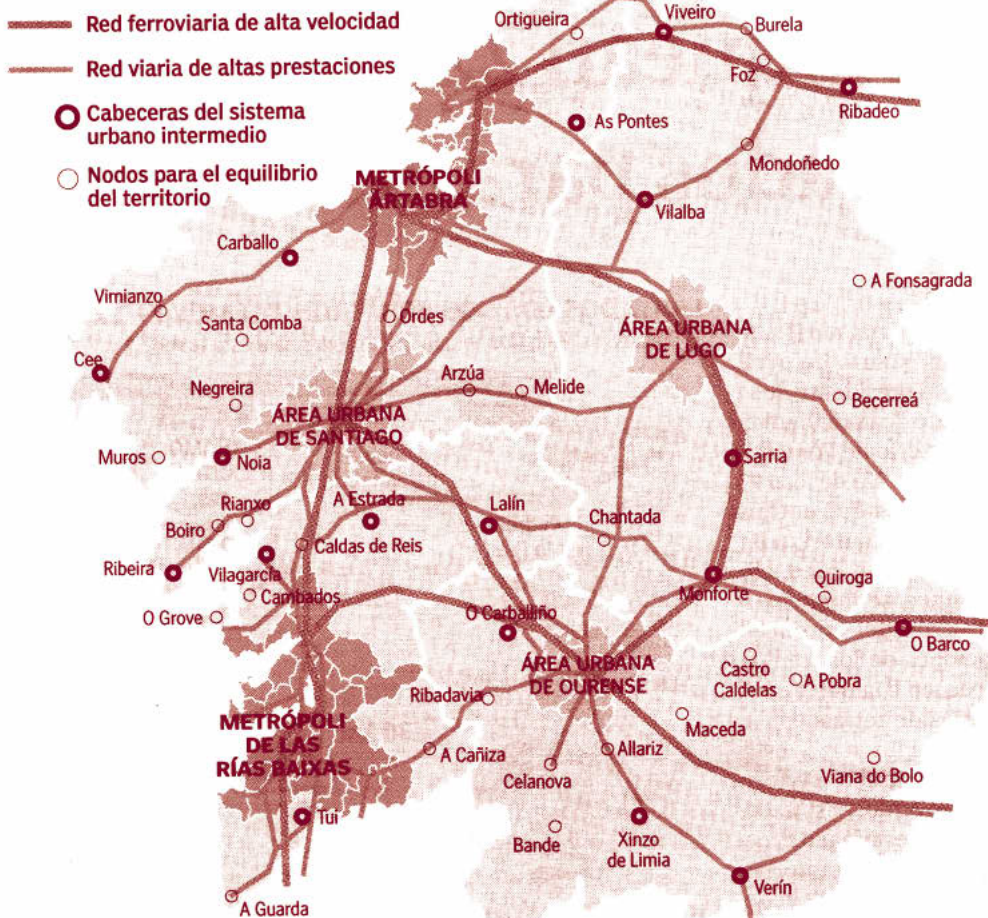 Red ferroviaria de alta velocidad
Red viaria de altas prestaciones
Cabeceras del sistema
urbano intermedio
Nodos para el equilibrio
del territorio
Ortigueira
Viveiro
Burela
Foz
Ribadeo
As Pontes
Mondoñedo
METRÓPOLI
ÁRTABRA
Vilalba
Carballo
A Fonsagrada
Vimianzo
Santa Comba
Ordes
ÁREA URBANA
DE LUGO
Cee
Negreira
Arzúa
Melide
Becerreá
ÁREA URBANA
DE SANTIAGO
Muros
Noia
Sarria
Rianxo
A Estrada
Lalín
Chantada
Boiro
Caldas de Reis
Ribeira
Vilagarcía
Monforte
Quiroga
Cambados
O Grove
O Carballiño
O Barco
ÁREA URBANA
DE OURENSE
Castro
Caldelas
A Pobra
Ribadavia
Maceda
METRÓPOLI
DE LAS
RÍAS BAIXAS
A Cañiza
Allariz
Celanova
Viana do Bolo
Tui
Bande
Xinzo
de Limia
Verín
A Guarda